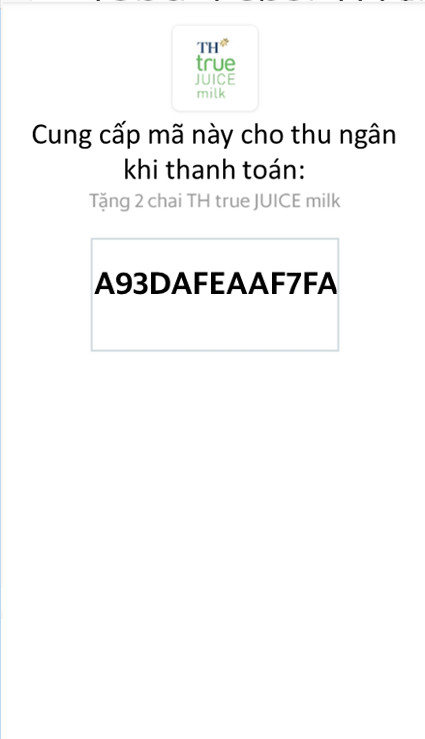 TH
true
JUICE
milk
Cung cấp mã này cho thu ngân
khi thanh toán:
Tặng 2 chai TH true JUICE milk
A93DAFEAAF7FA